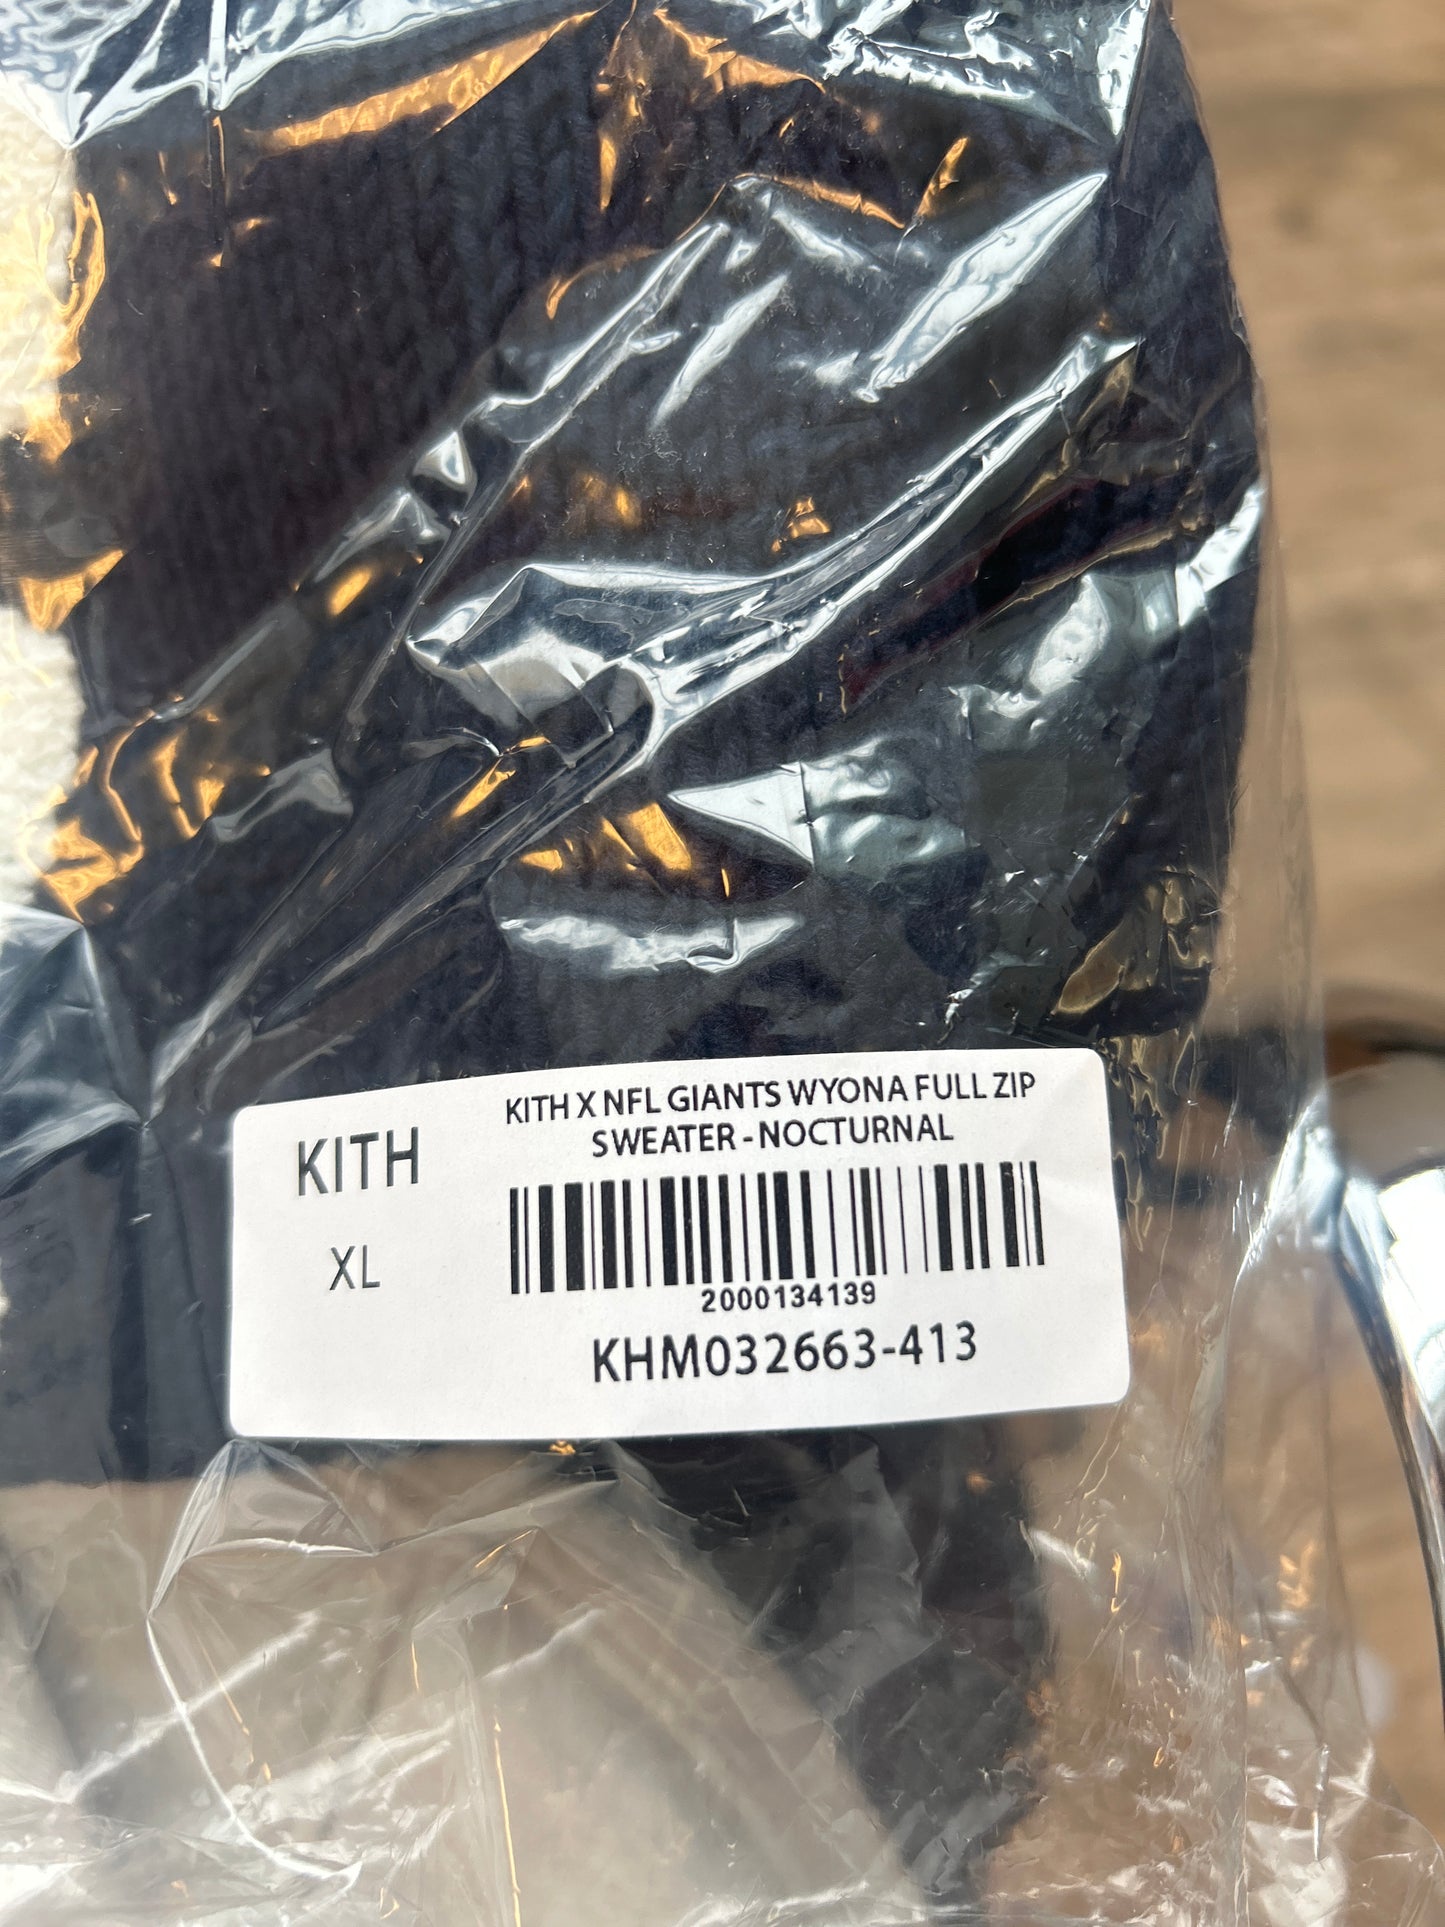 KITH
XL
KITH X NFL GIANTS WYONA FULL ZIP
SWEATER - NOCTURNAL
2000134139
KHM032663-413